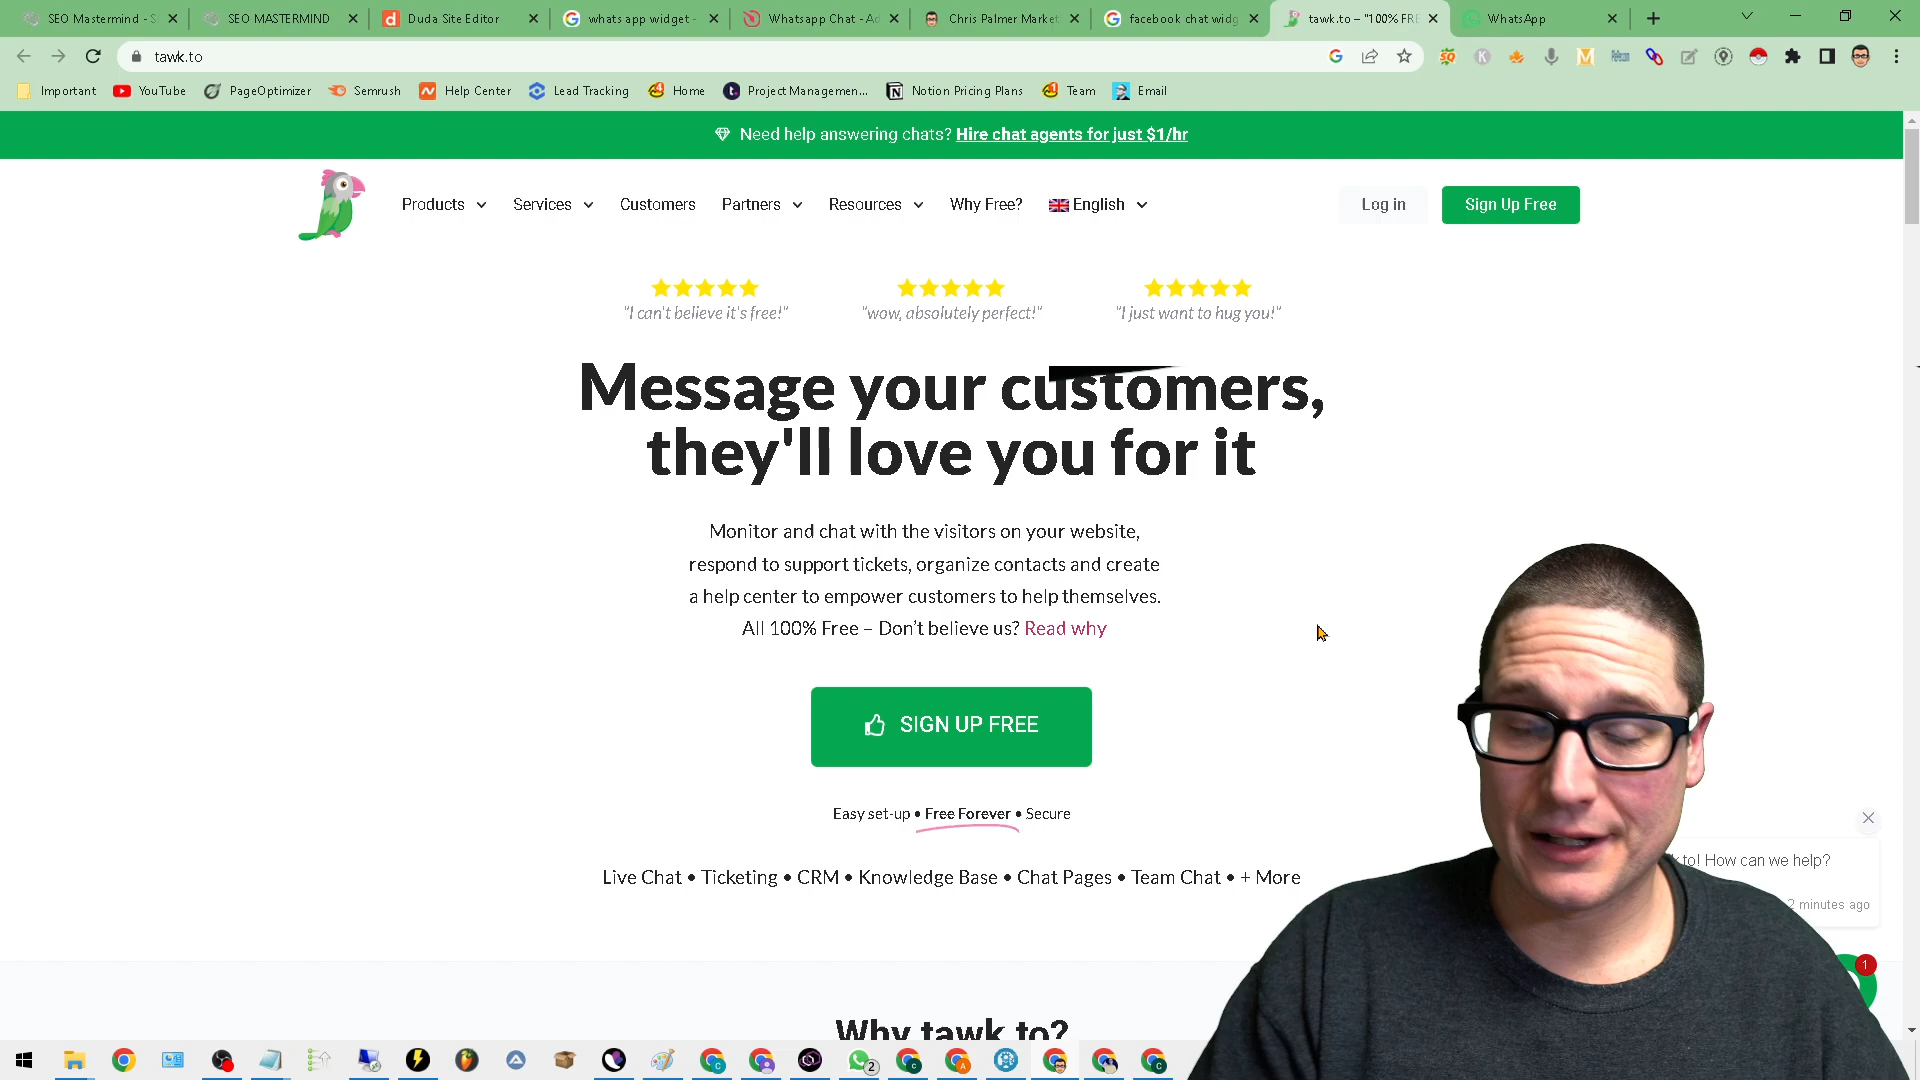 SEO Mastermind - S
SEO MASTERMIND
Duda Site Editor
whats app widget -
Whatsapp Chat - Ad
Chris Palmer Market
facebook chat widg
tawk.to – "100% FRE
WhatsApp
tawk.to
Important
YouTube
PageOptimizer
Semrush
Help Center
Lead Tracking
Home
Project Managemen...
Notion Pricing Plans
Team
Email
Need help answering chats? Hire chat agents for just $1/hr
Products
Services
Customers
Partners
Resources
Why Free?
English
Log in
Sign Up Free
"I can't believe it's free!"
"wow, absolutely perfect!"
"I just want to hug you!"
Message your customers,
they'll love you for it
Monitor and chat with the visitors on your website,
respond to support tickets, organize contacts and create
a help center to empower customers to help themselves.
All 100% Free – Don't believe us? Read why
SIGN UP FREE
Easy set-up • Free Forever • Secure
to! How can we help?
Live Chat • Ticketing • CRM • Knowledge Base • Chat Pages • Team Chat • + More
2 minutes ago
1
Why tawk to?
2